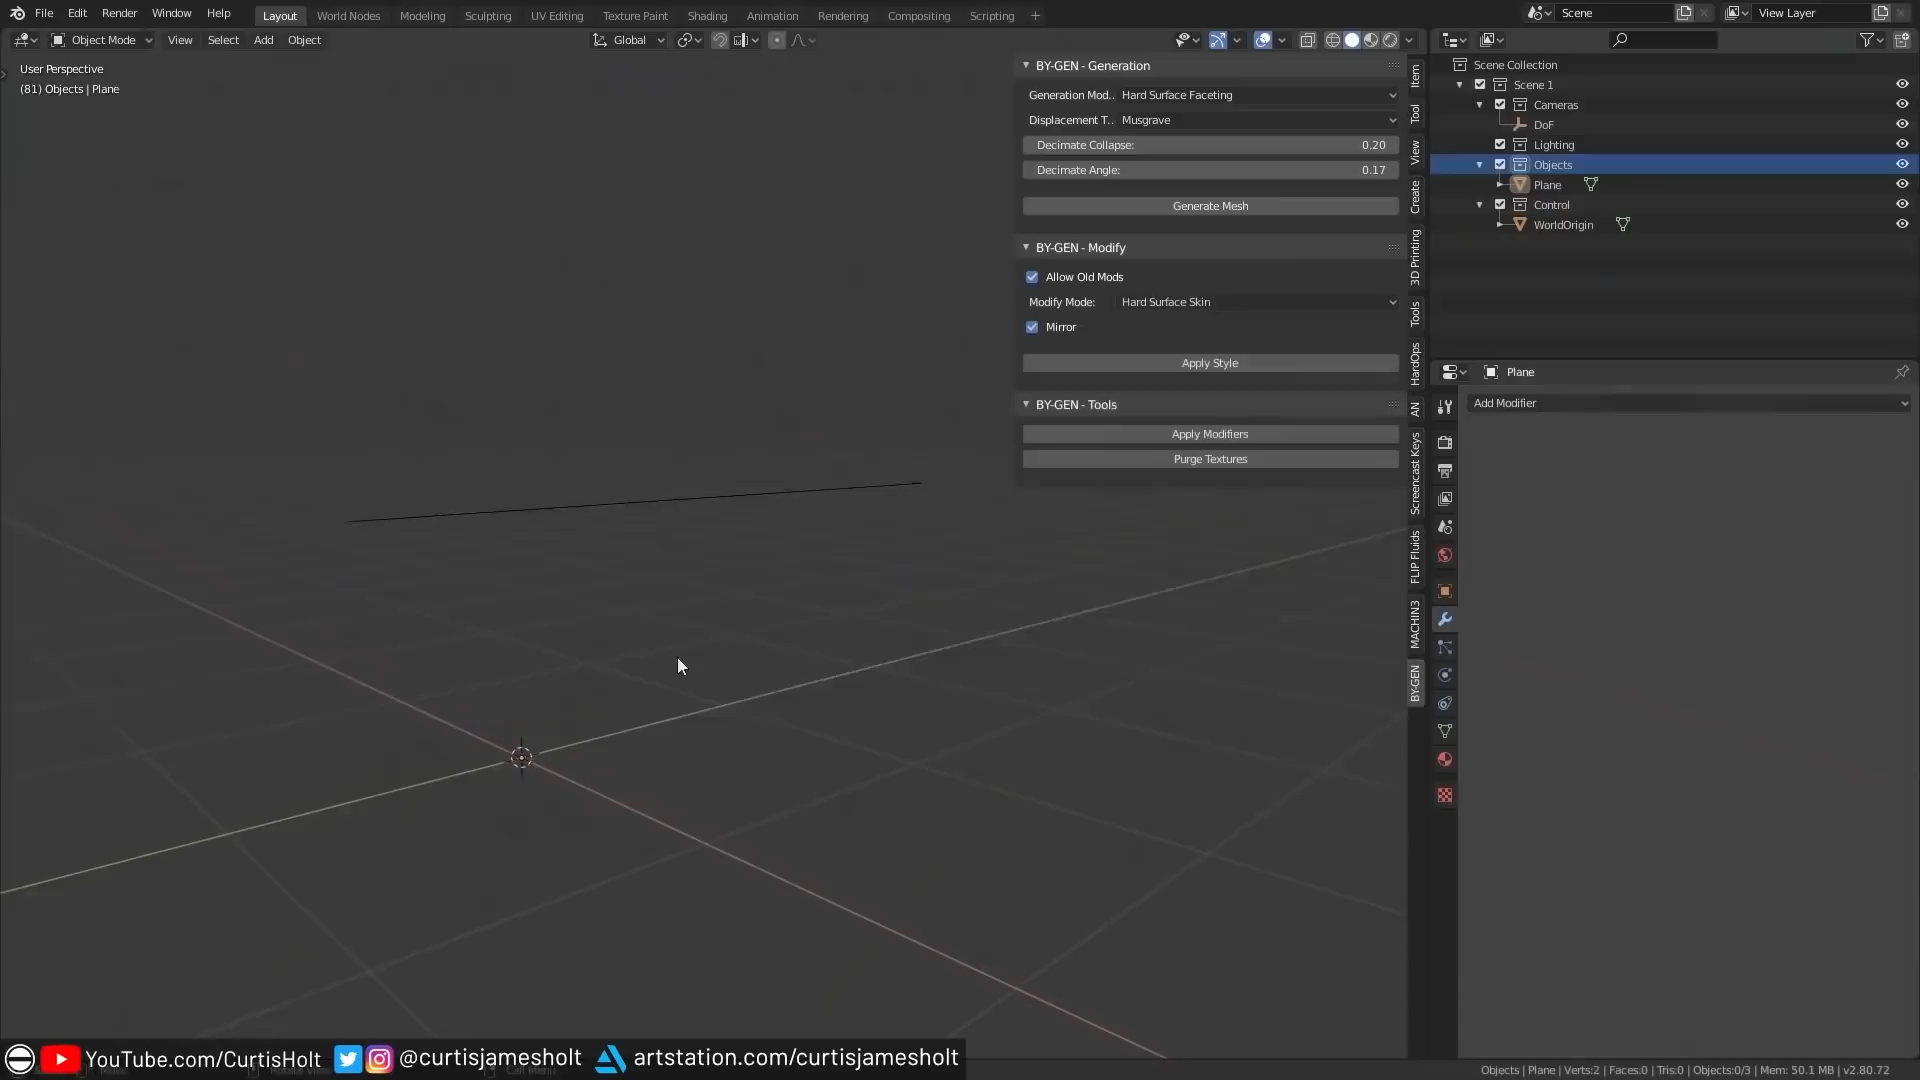 File Edit Render Window Help Layout World Nodes Modeling Sculpting UV Editing Texture Paint Shading Animation Rendering Compositing Scripting + Scene View Layer
Object Mode View Select Add Object Global
User Perspective
(81) Objects | Plane
BY-GEN - Generation
Generation Mod.. Hard Surface Faceting
Displacement T.. Musgrave
Decimate Collapse: 0.20
Decimate Angle: 0.17
Generate Mesh
BY-GEN - Modify
Allow Old Mods
Modify Mode: Hard Surface Skin
Mirror
Apply Style
BY-GEN - Tools
Apply Modifiers
Purge Textures
Item
Tool
View
Create
3D Printing
Tools
HardOps
AN
Screencast Keys
FLIP Fluids
MACHIN3
BY-GEN
Scene Collection
Scene 1
Cameras
DoF
Lighting
Objects
Plane
Control
WorldOrigin
Plane
Add Modifier
YouTube.com/CurtisHolt @curtisjamesholt artstation.com/curtisjamesholt
Objects | Plane | Verts:2 | Faces:0 | Tris:0 | Objects:0/3 | Mem: 50.1 MB | v2.80.72